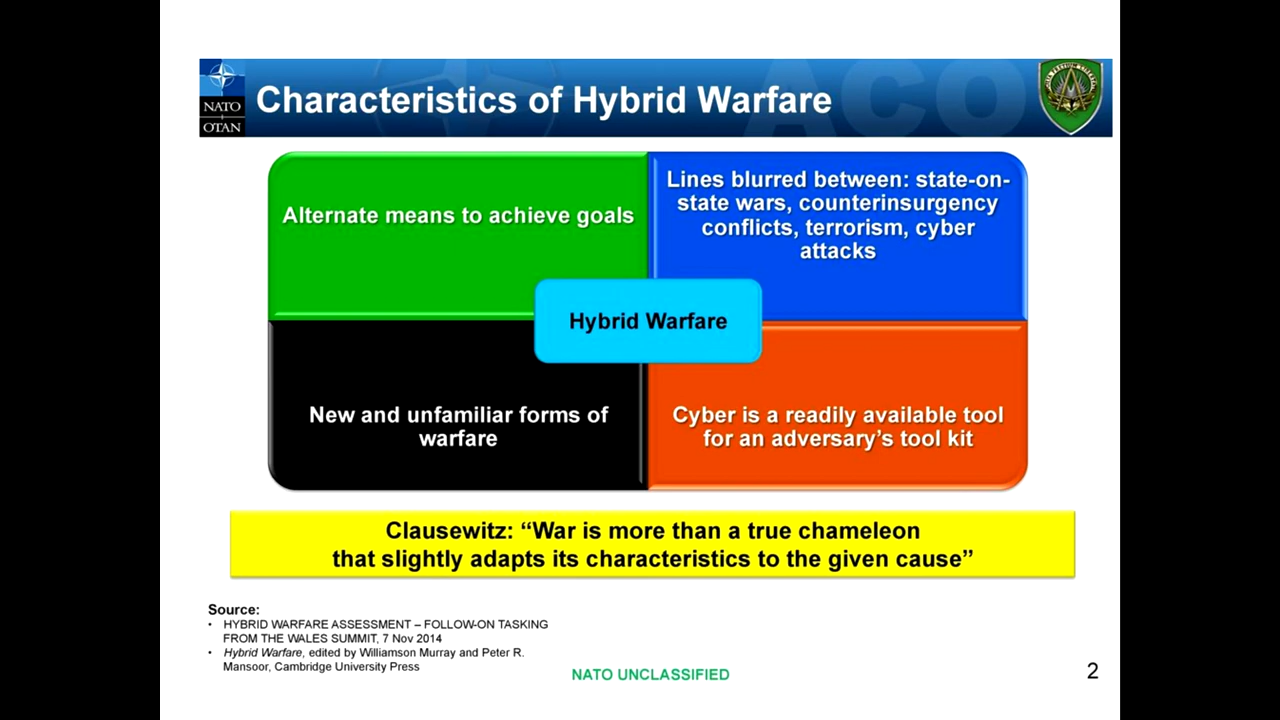 NATO
OTAN
Characteristics of Hybrid Warfare
ACO
Alternate means to achieve goals
Lines blurred between: state-on-
state wars, counterinsurgency
conflicts, terrorism, cyber
attacks
Hybrid Warfare
New and unfamiliar forms of
warfare
Cyber is a readily available tool
for an adversary’s tool kit
Clausewitz: “War is more than a true chameleon
that slightly adapts its characteristics to the given cause”
Source:
• HYBRID WARFARE ASSESSMENT – FOLLOW-ON TASKING
FROM THE WALES SUMMIT, 7 Nov 2014
• Hybrid Warfare, edited by Williamson Murray and Peter R.
Mansoor, Cambridge University Press
NATO UNCLASSIFIED
2